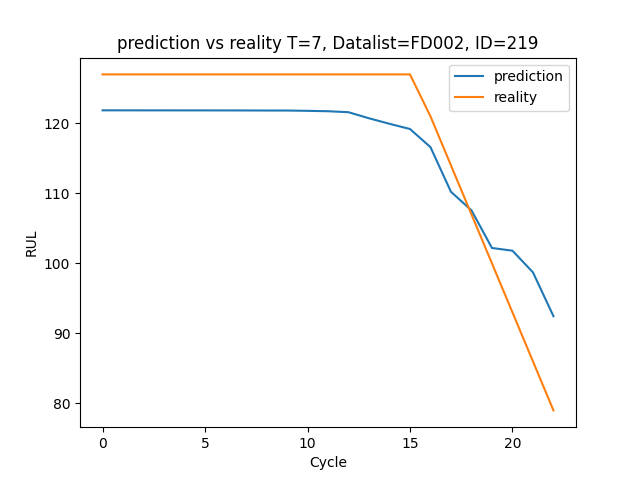 prediction vs reality T=7, Datalist=FD002, ID=219
prediction
reality
120
110
100
90
80
RUL
0 5 10 15 20
Cycle